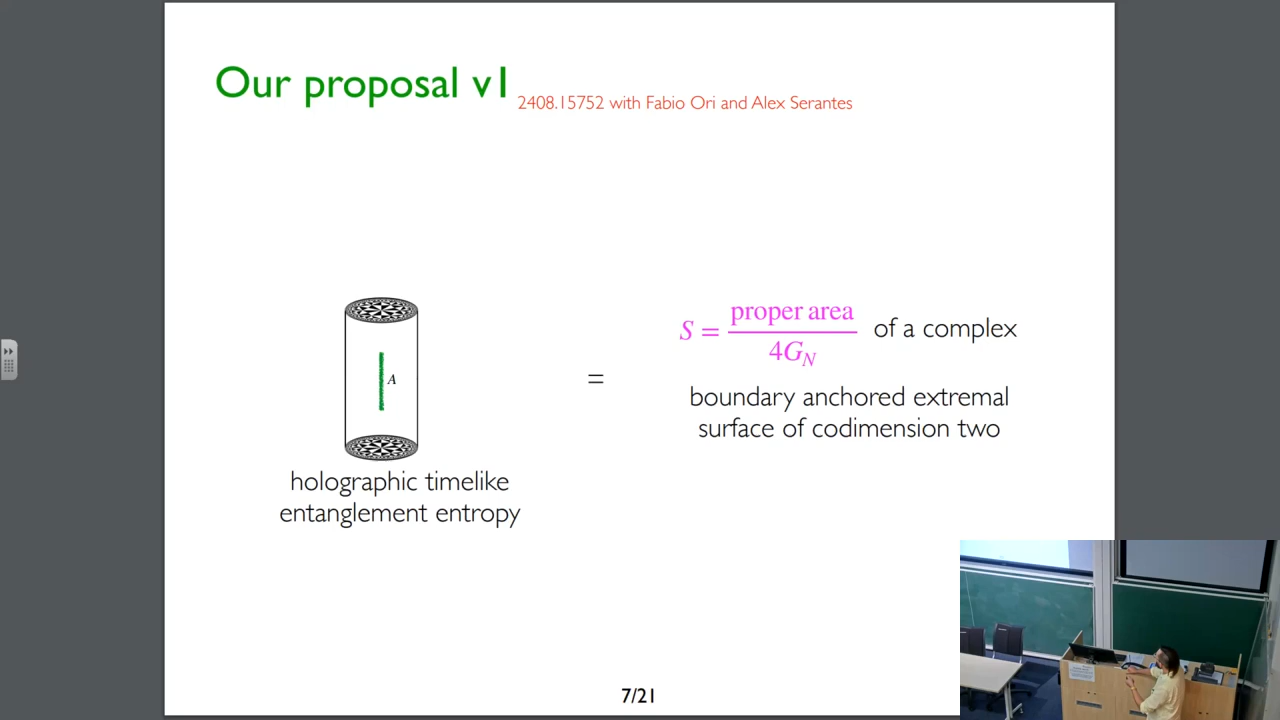 Our proposal v1
2408.15752 with Fabio Ori and Alex Serantes
A
holographic timelike
entanglement entropy
=
S = proper area / 4G_N of a complex
boundary anchored extremal
surface of codimension two
7/21